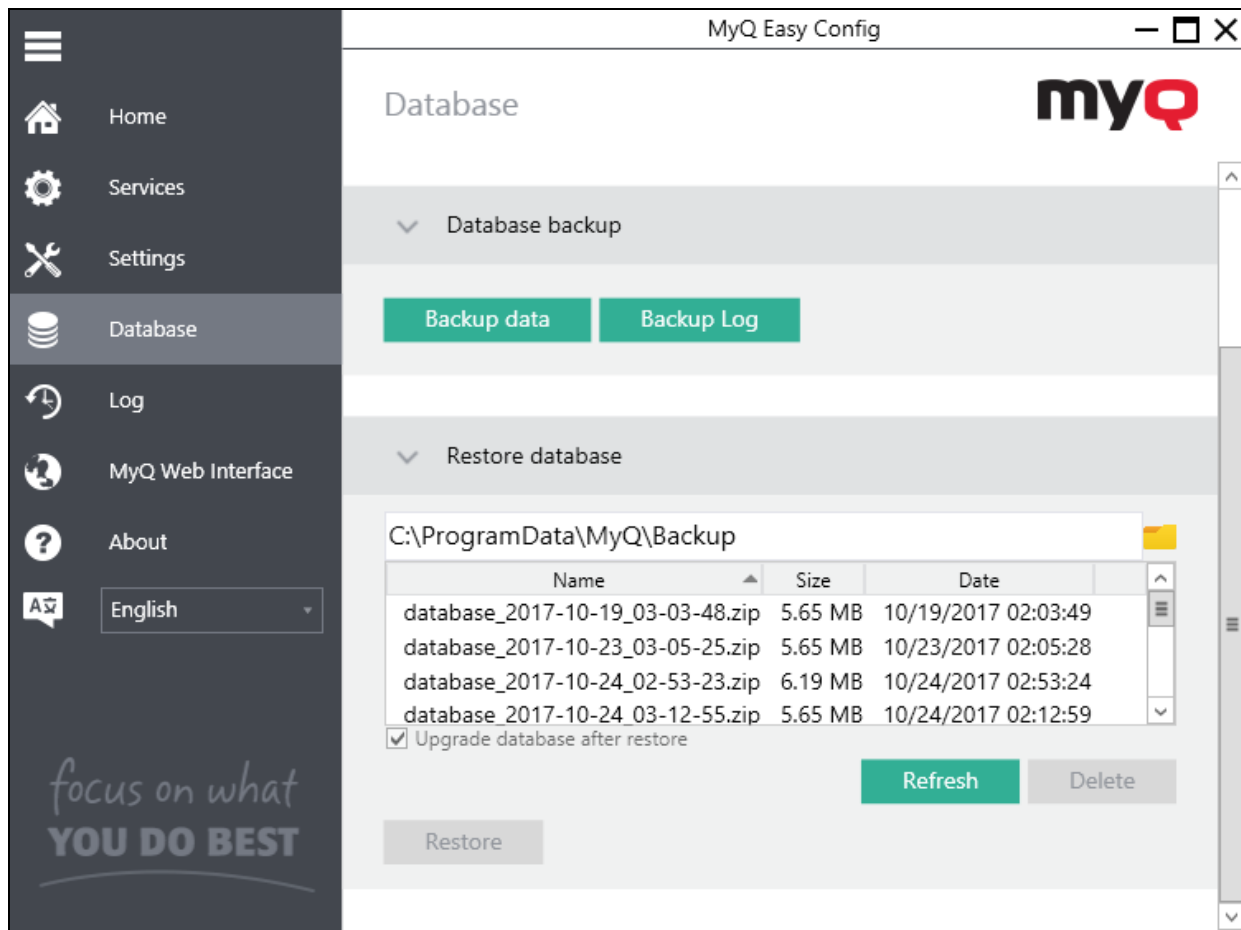 MyQ Easy Config
Home
Services
Settings
Database
Log
MyQ Web Interface
? About
A English
focus on what
YOU DO BEST
Database
myQ
Database backup
Backup data Backup Log
Restore database
C:\ProgramData\MyQ\Backup
Name Size Date
database_2017-10-19_03-03-48.zip 5.65 MB 10/19/2017 02:03:49
database_2017-10-23_03-05-25.zip 5.65 MB 10/23/2017 02:05:28
database_2017-10-24_02-53-23.zip 6.19 MB 10/24/2017 02:53:24
database_2017-10-24_03-12-55.zip 5.65 MB 10/24/2017 02:12:59
Upgrade database after restore
Refresh Delete
Restore